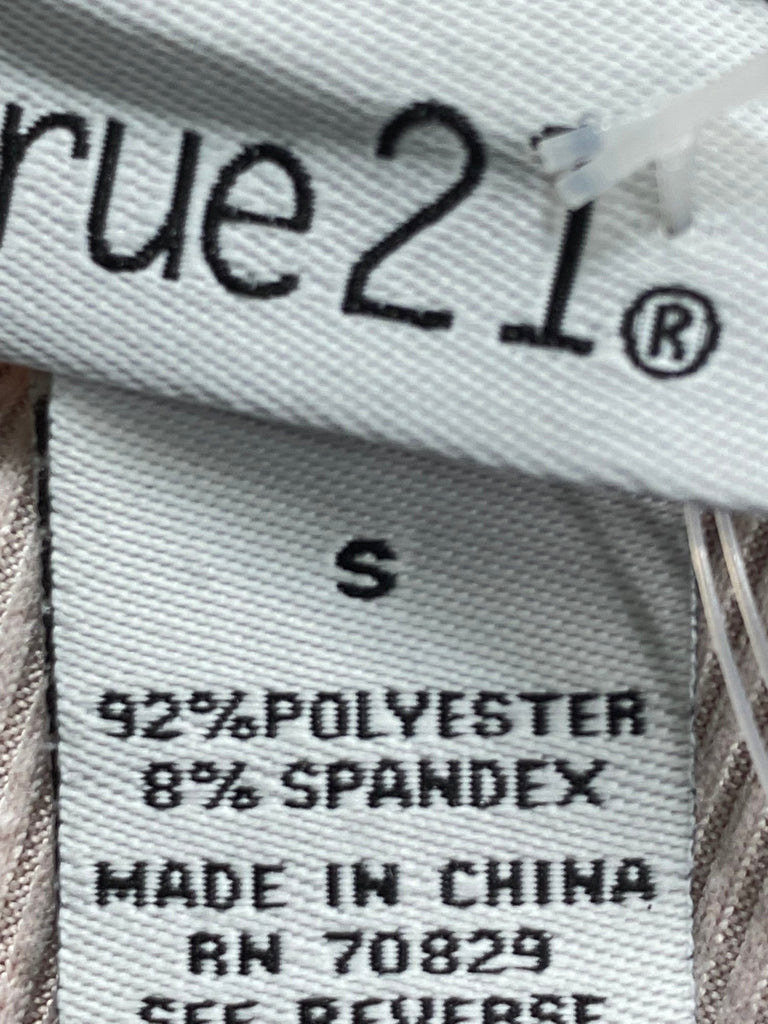 rue21®
S
92%POLYESTER
8% SPANDEX
MADE IN CHINA
RN 70829
SEE REVERSE